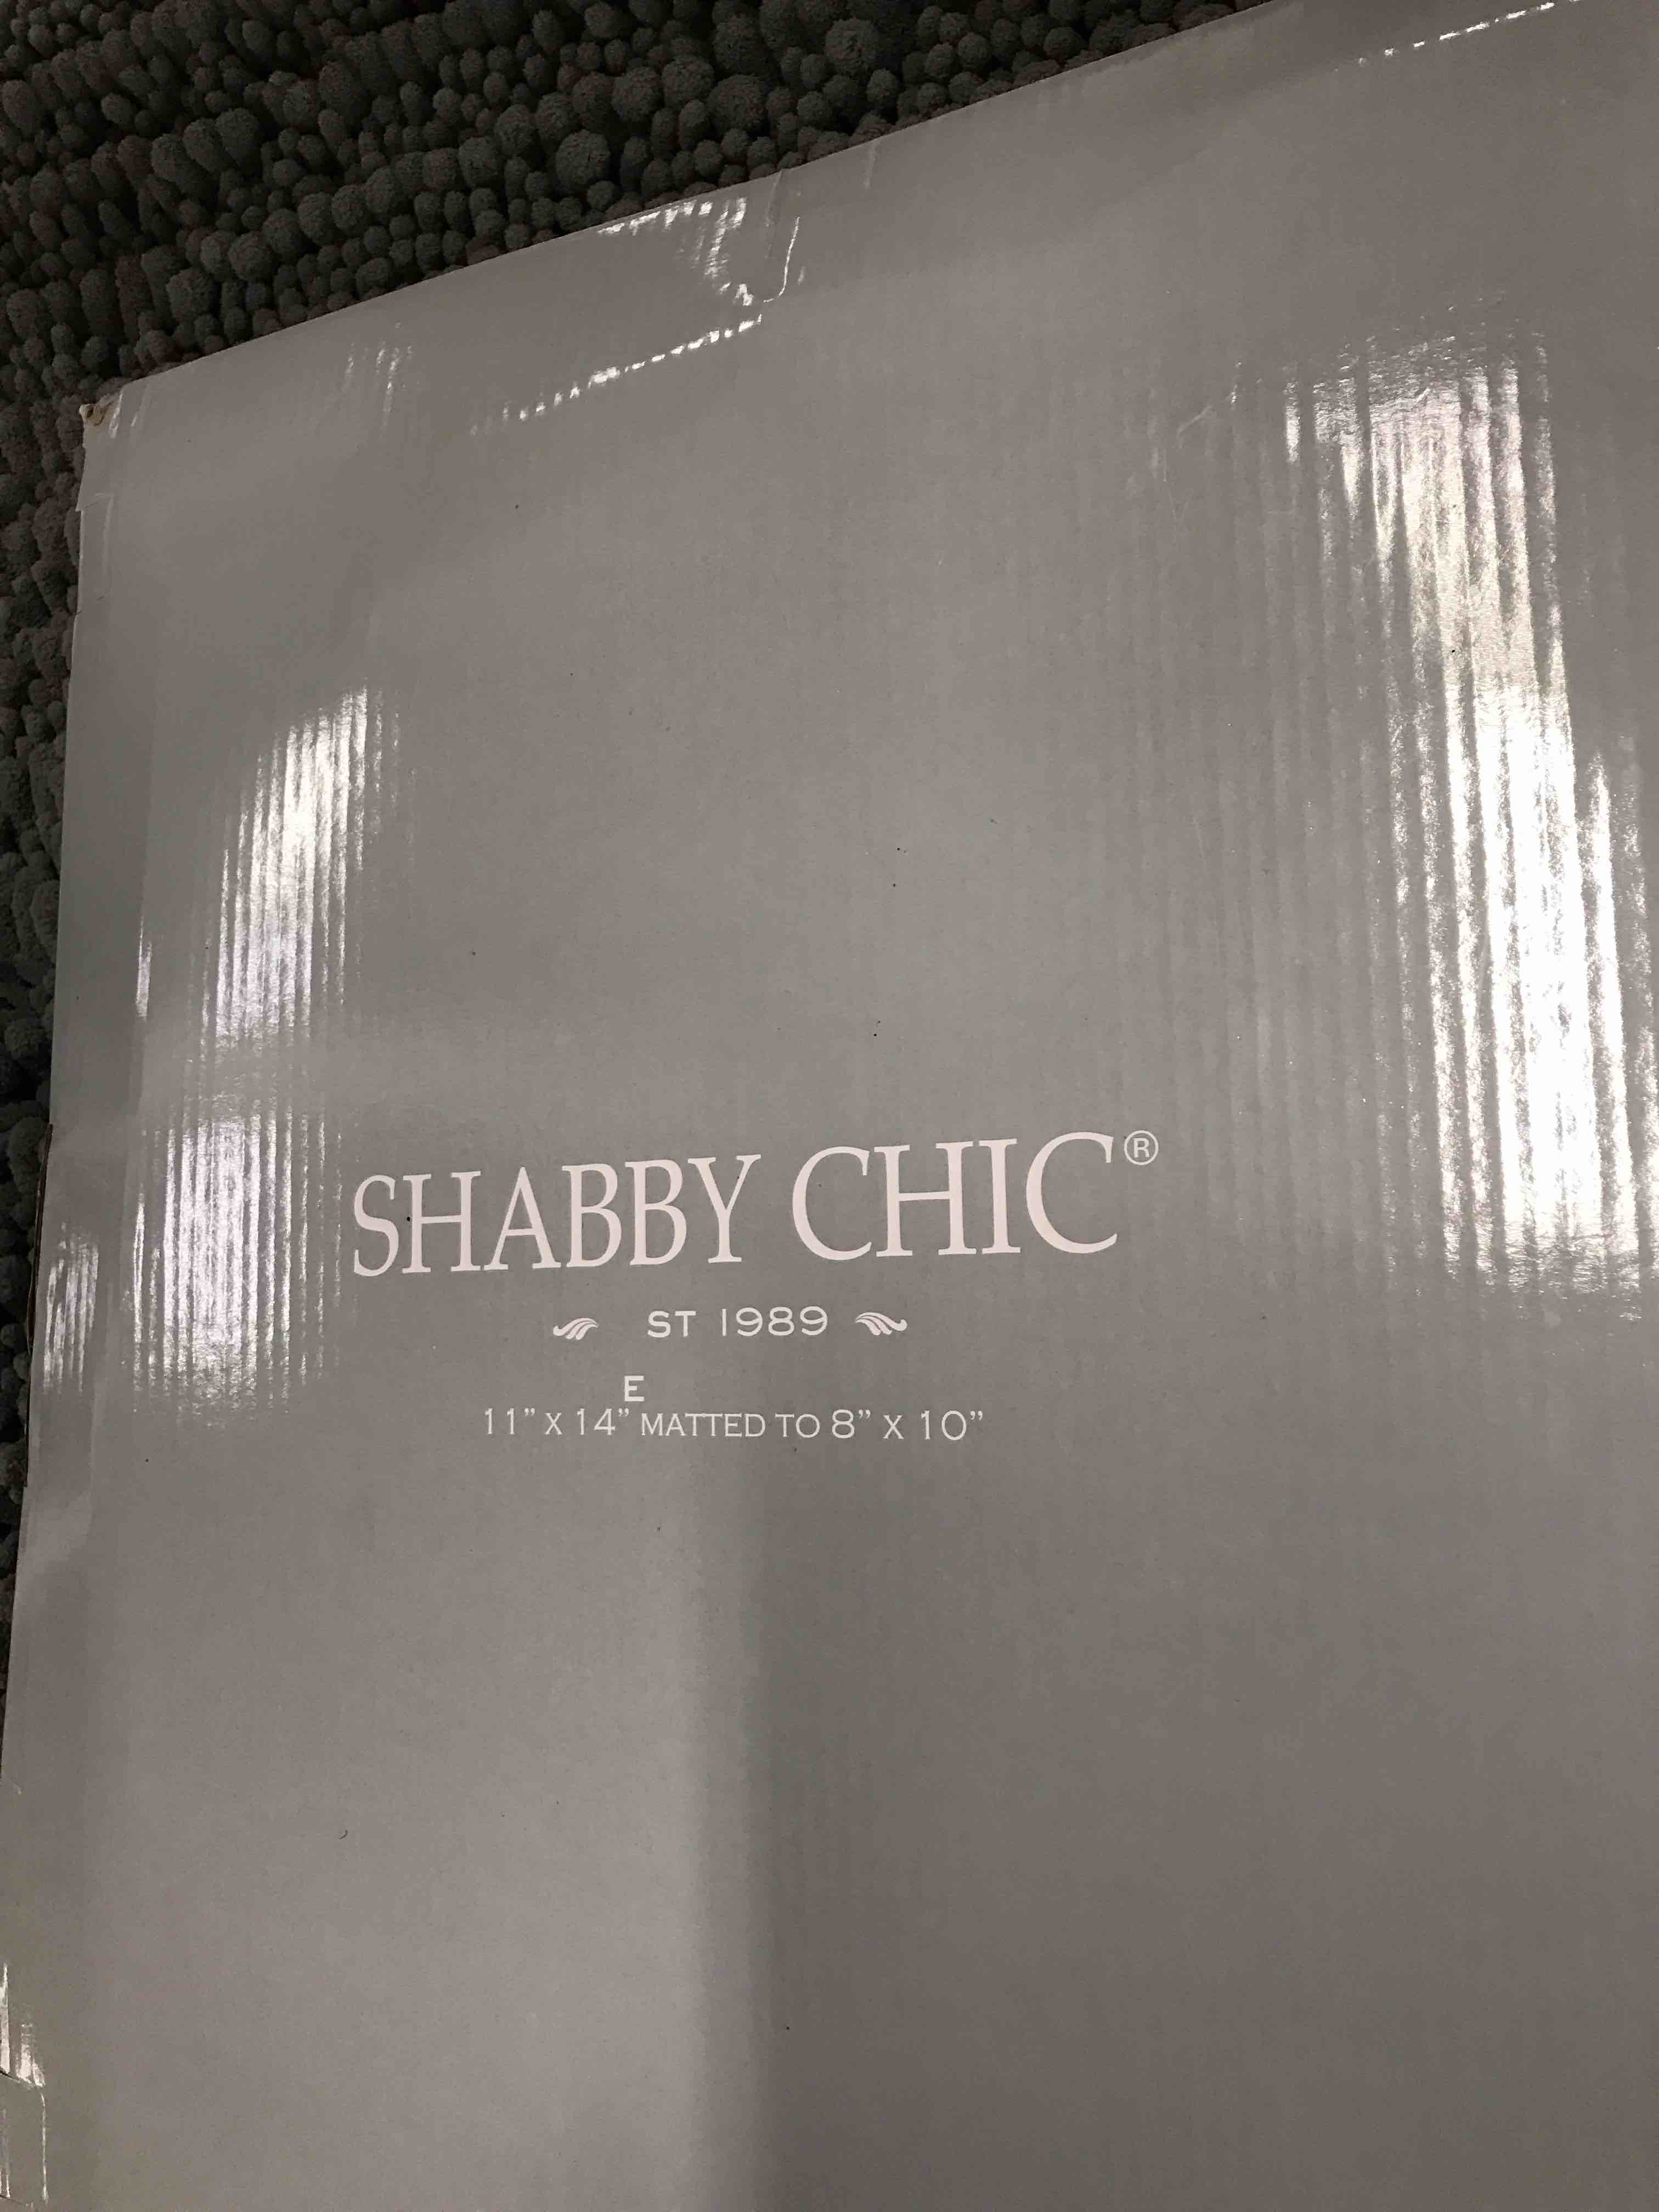 SHABBY CHIC®
ST 1989
E
11” X 14” MATTED TO 8” X 10”